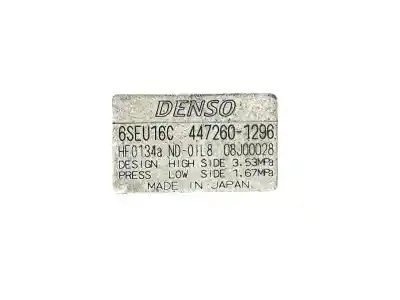 DENSO
6SEU16C 447260-1296
HF0134a ND-OIL8 08J00028
DESIGN HIGH SIDE 3.53MPa
PRESS LOW SIDE 1.67MPa
MADE IN JAPAN